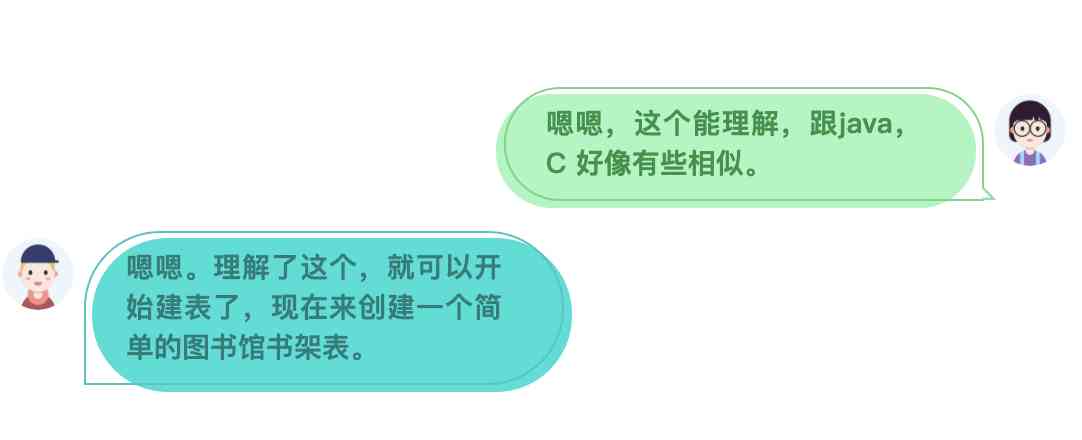 嗯嗯，这个能理解，跟java，
C 好像有些相似。
嗯嗯。理解了这个，就可以开
始建表了，现在来创建一个简
单的图书馆书架表。